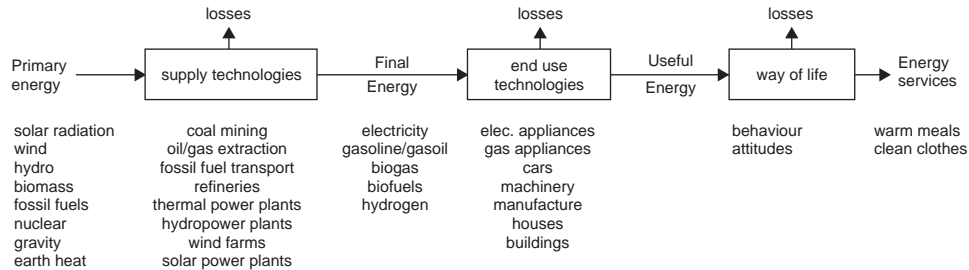 losses losses losses
Primary energy
supply technologies
Final Energy
end use technologies
Useful Energy
way of life
Energy services
solar radiation
wind
hydro
biomass
fossil fuels
nuclear
gravity
earth heat
coal mining
oil/gas extraction
fossil fuel transport
refineries
thermal power plants
hydropower plants
wind farms
solar power plants
electricity
gasoline/gasoil
biogas
biofuels
hydrogen
elec. appliances
gas appliances
cars
machinery
manufacture
houses
buildings
behaviour
attitudes
warm meals
clean clothes